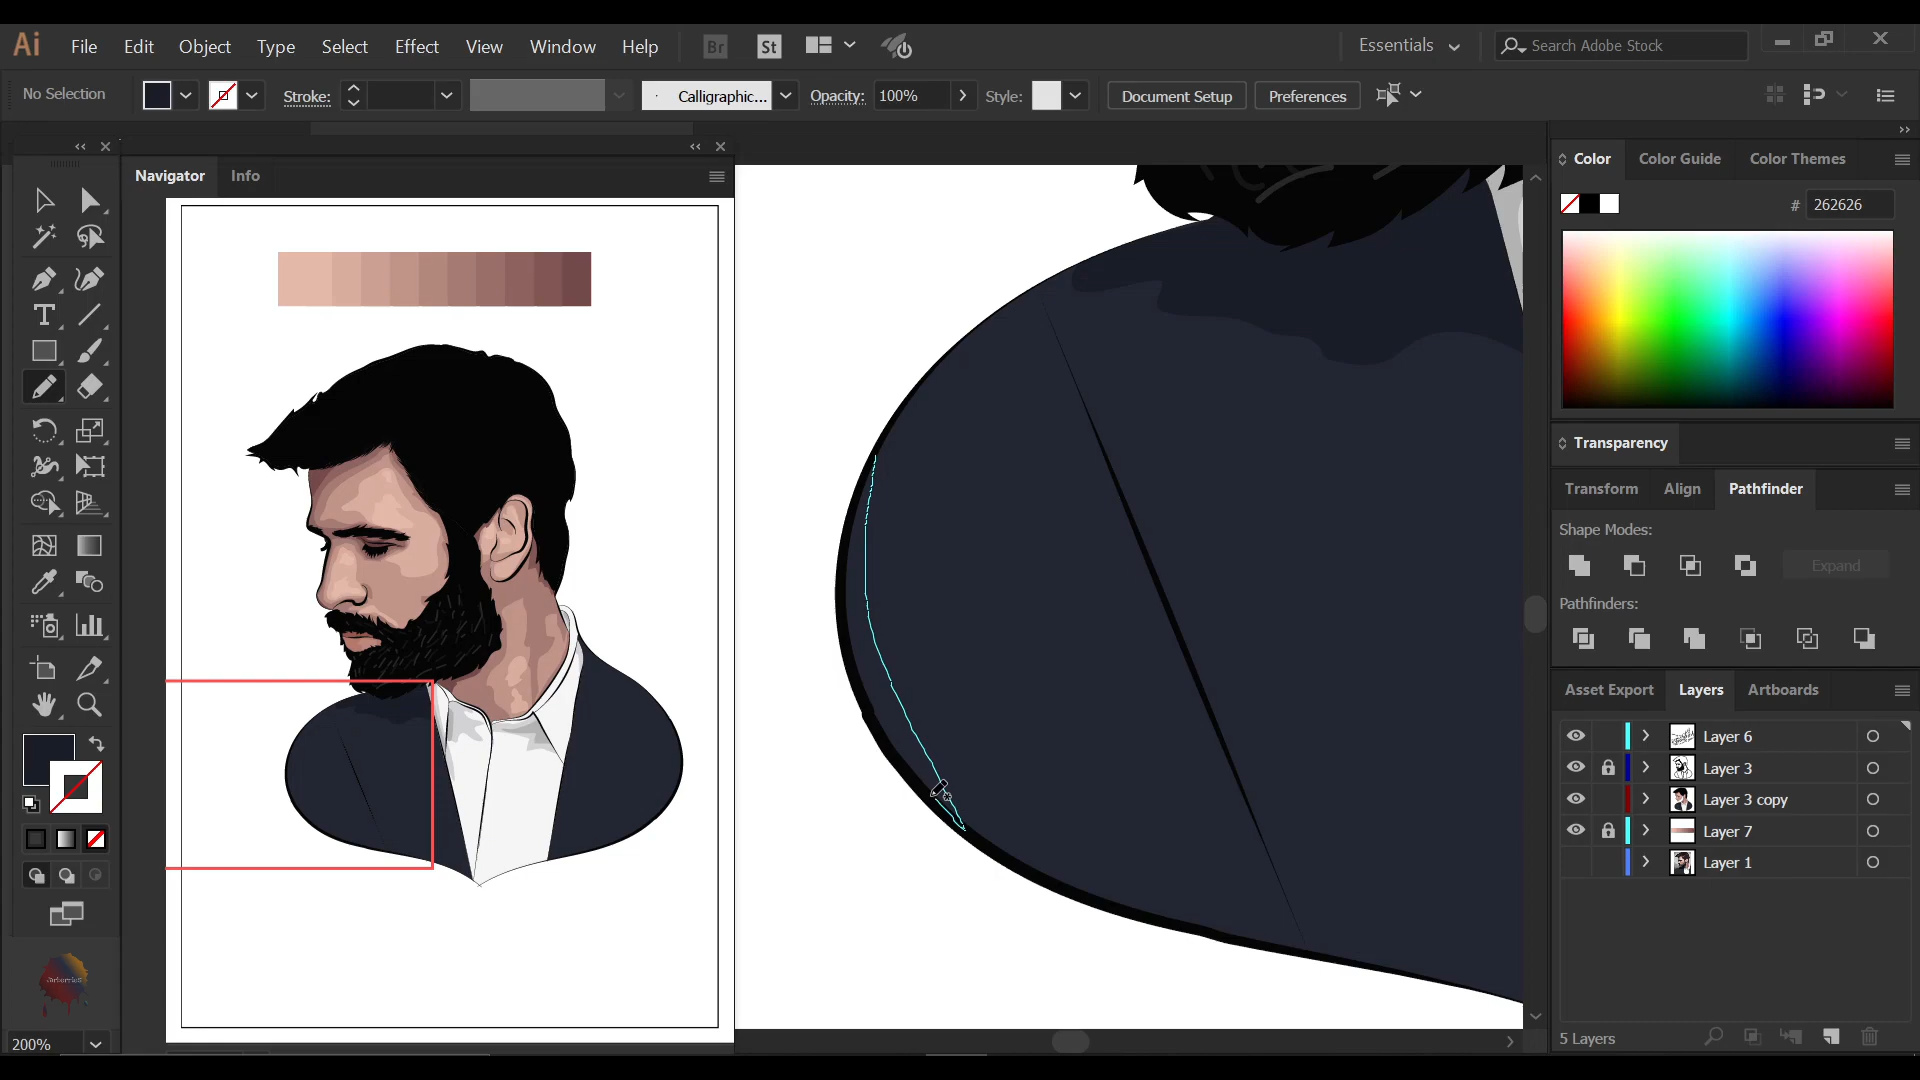 Ai File Edit Object Type Select Effect View Window Help Br St Essentials Search Adobe Stock
No Selection Stroke: Calligraphic... Opacity: 100% Style: Document Setup Preferences
Navigator Info
Color Color Guide Color Themes
# 262626
Transparency
Transform Align Pathfinder
Shape Modes:
Expand
Pathfinders:
Asset Export Layers Artboards
Layer 6
Layer 3
Layer 3 copy
Layer 7
Layer 1
200%
5 Layers